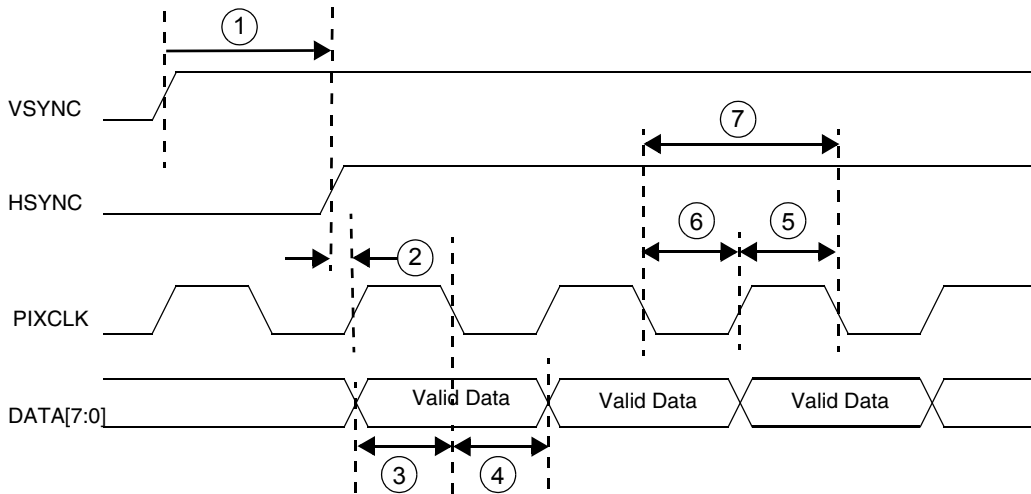 1
VSYNC
7
HSYNC
6
5
2
PIXCLK
Valid Data
Valid Data
Valid Data
DATA[7:0]
3
4